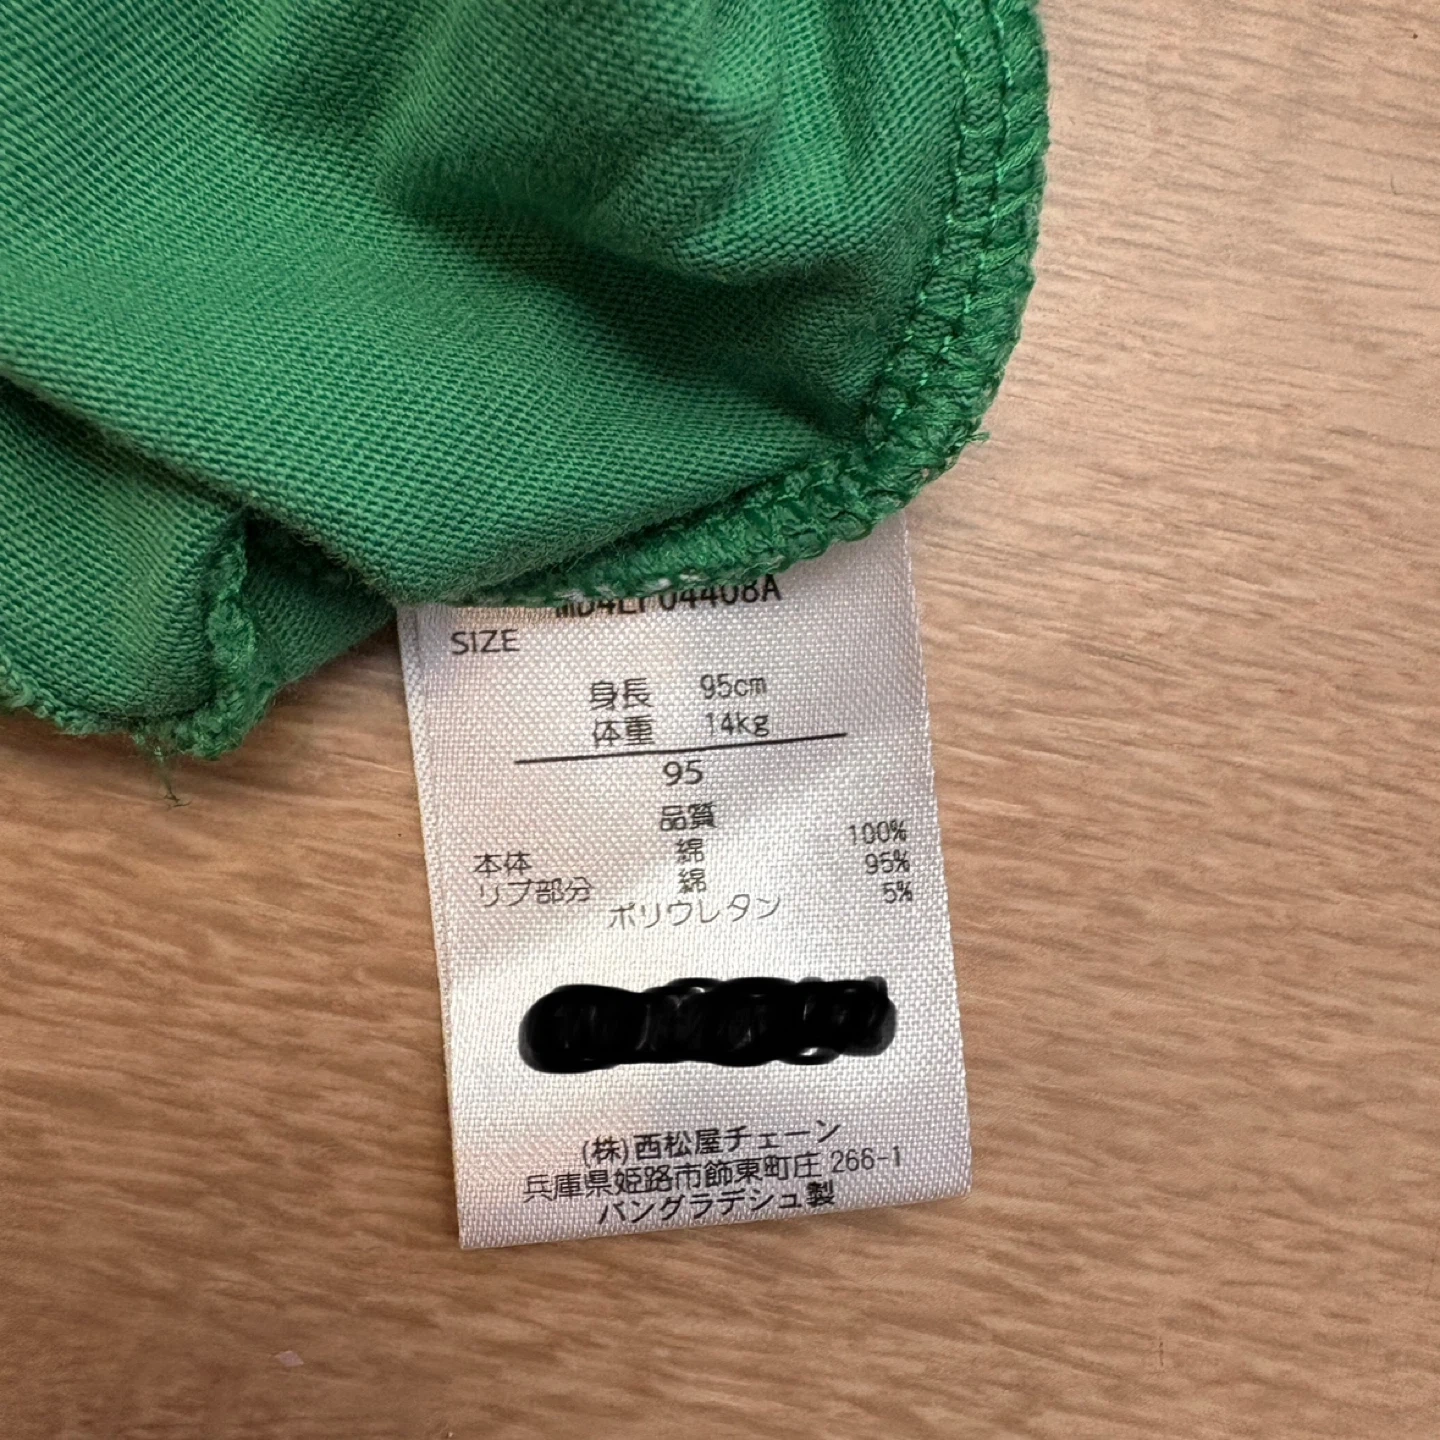 SIZE
身長 95cm
体重 14kg
95
品質
本体 綿 100%
リブ部分 綿 95%
ポリウレタン 5%
(株)西松屋チェーン
兵庫県姫路市飾東町庄 266-1
バングラデシュ製